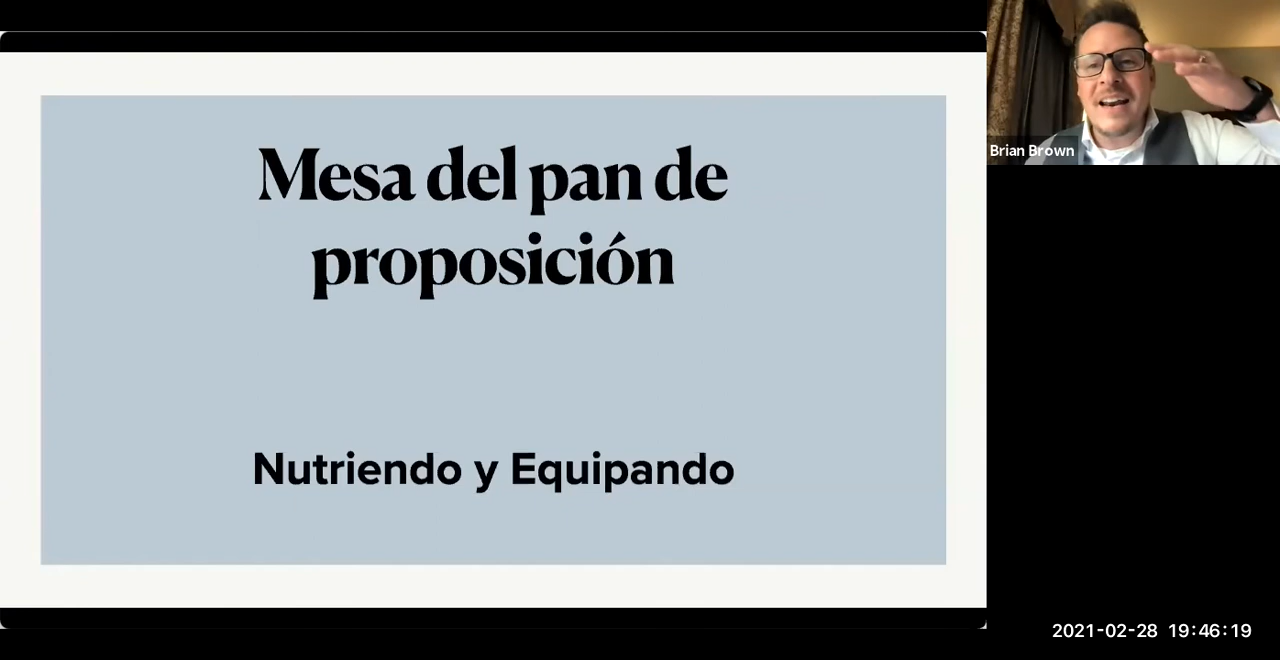 Mesa del pan de
proposición
Nutriendo y Equipando
Brian Brown
2021-02-28 19:46:19